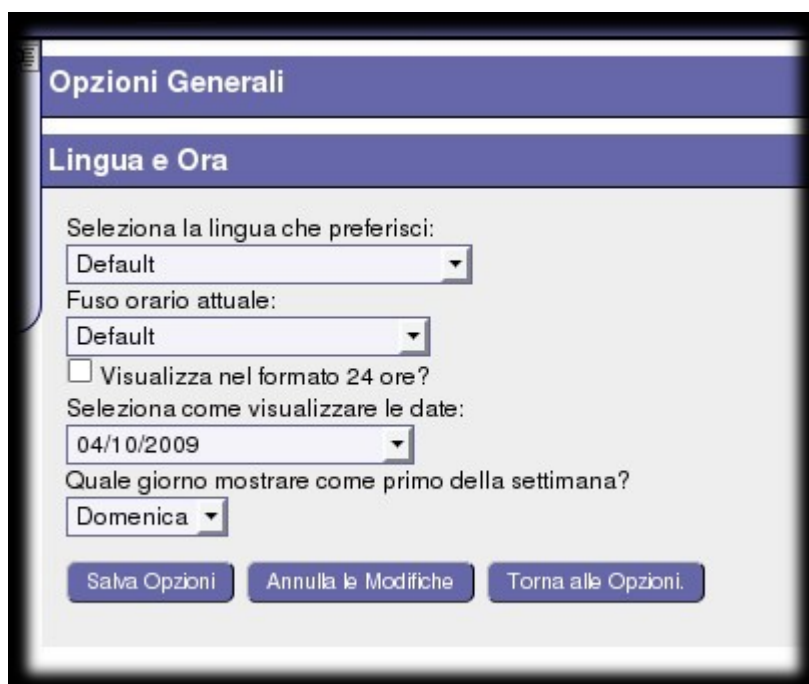 Opzioni Generali
Lingua e Ora
Seleziona la lingua che preferisci:
Default
Fuso orario attuale:
Default
Visualizza nel formato 24 ore?
Seleziona come visualizzare le date:
04/10/2009
Quale giorno mostrare come primo della settimana?
Domenica
Salva Opzioni Annulla le Modifiche Torna alle Opzioni.